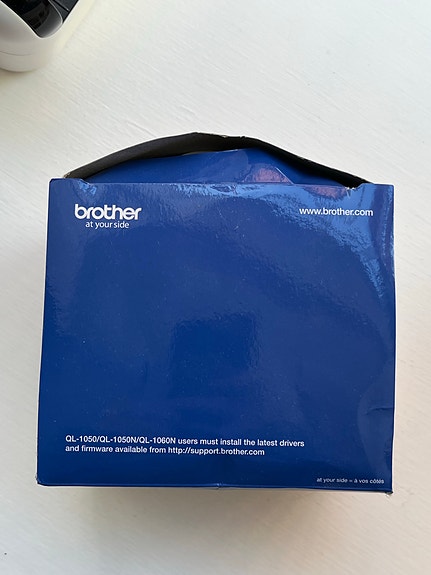 brother
at your side
www.brother.com
QL-1050/QL-1050N/QL-1060N users must install the latest drivers
and firmware available from http://support.brother.com
at your side = à vos côtés